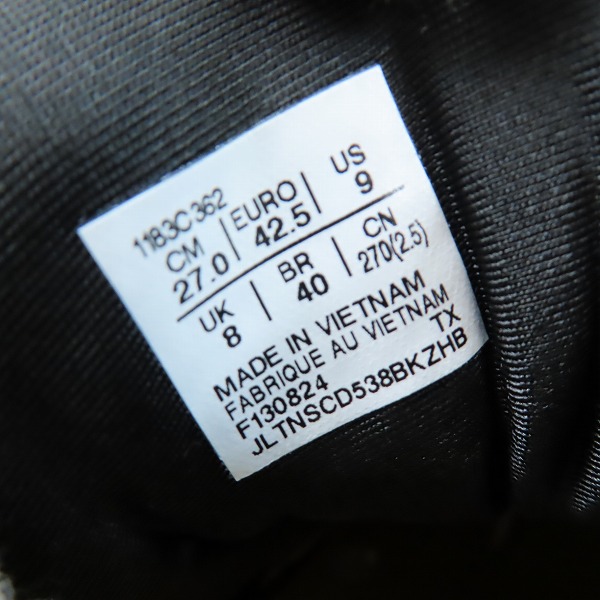 1183C362
CM EURO US
27.0 42.5 9
UK BR CN
8 40 270(2.5)
MADE IN VIETNAM
FABRIQUE AU VIETNAM
F130824 TX
JLTNSCD538BKZHB